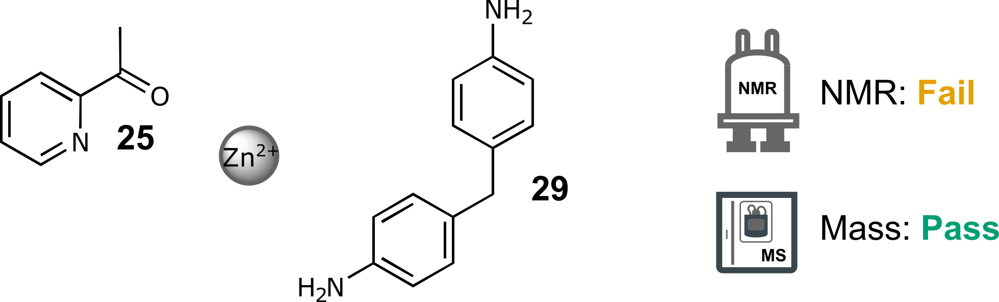 NH₂
O
N
25
Zn²⁺
29
H₂N
NMR
NMR: Fail
MS
Mass: Pass